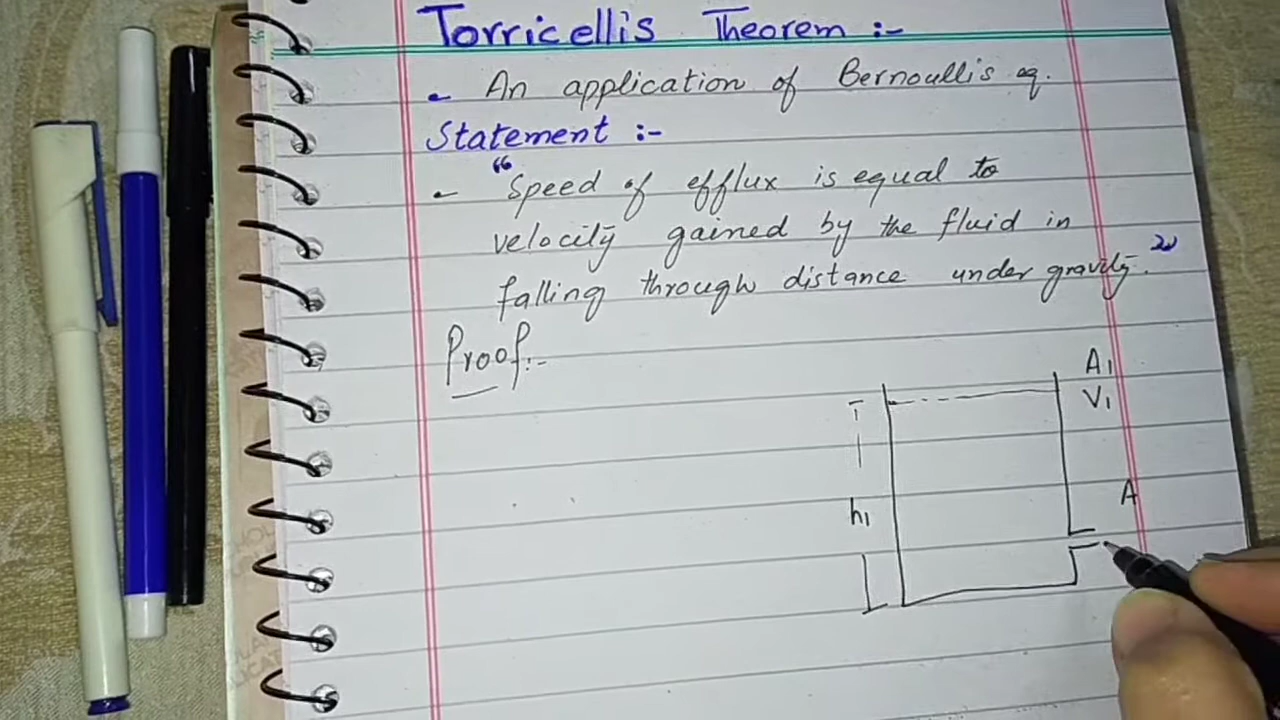 Torricellis Theorem :-
- An application of Bernoullis eq.
Statement :-
- “Speed of efflux is equal to
velocity gained by the fluid in
falling through distance under gravity.”
Proof:-
A1
V1
A
h1